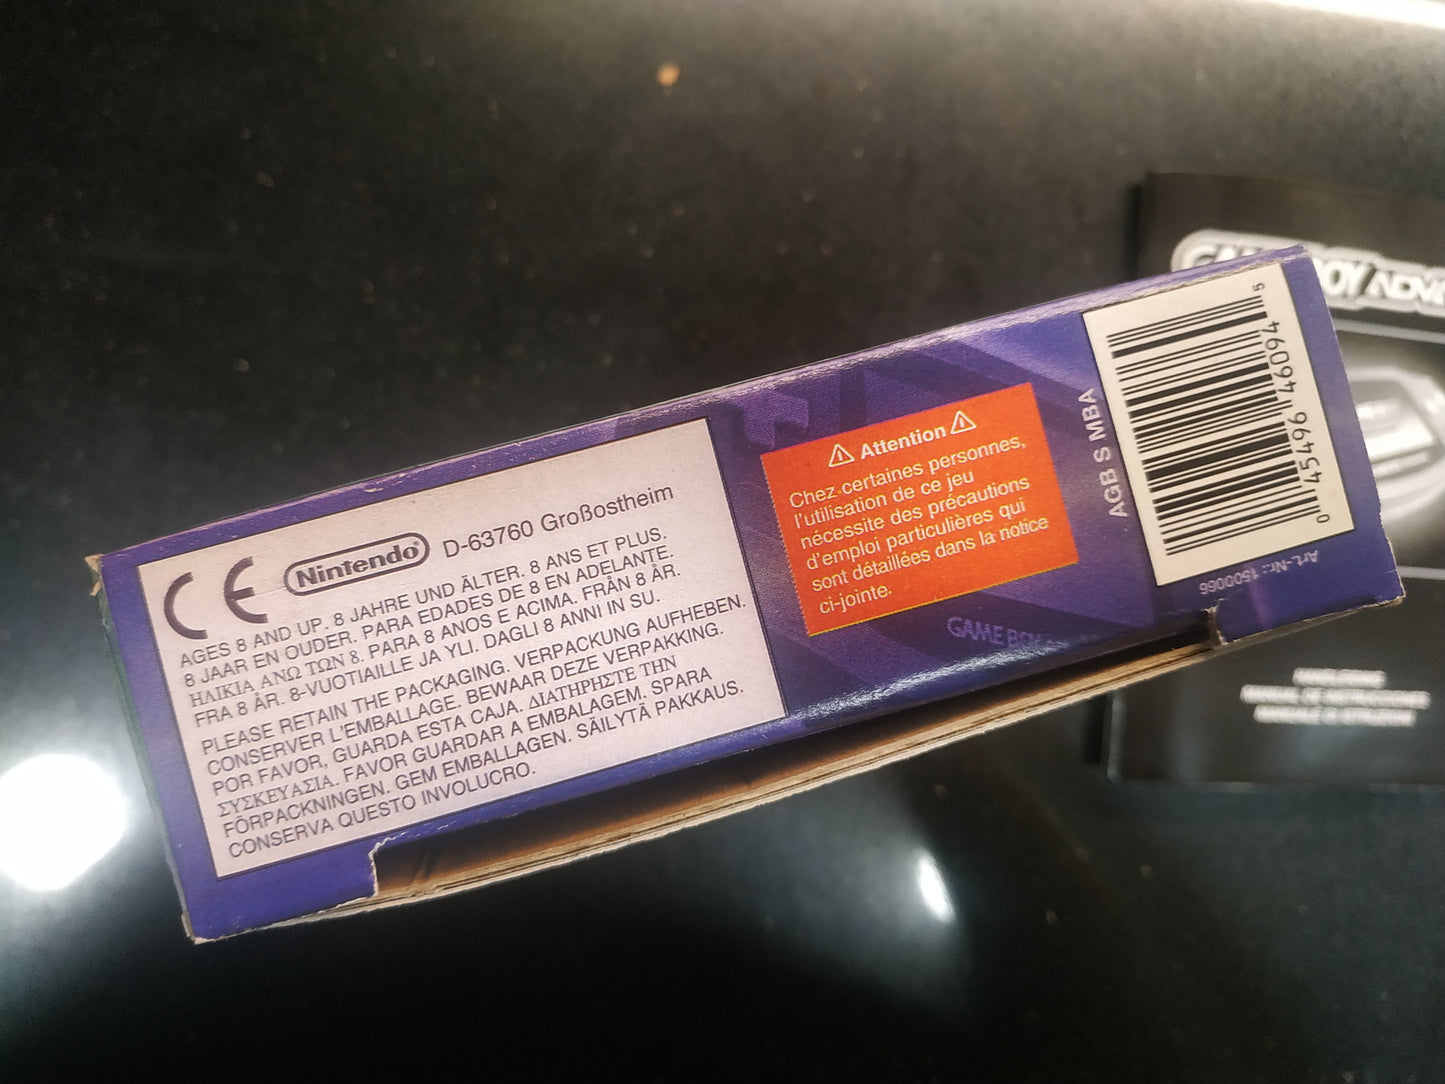 CE Nintendo® D-63760 Großostheim
AGES 8 AND UP. 8 JAHRE UND ÄLTER. 8 ANS ET PLUS.
8 JAAR EN OUDER. PARA EDADES DE 8 EN ADELANTE.
ΗΛΙΚΙΑ ΑΝΩ ΤΩΝ 8. PARA 8 ANOS E ACIMA. FRÅN 8 ÅR.
FRA 8 ÅR. 8-VUOTIAILLE JA YLI. DAGLI 8 ANNI IN SU.
PLEASE RETAIN THE PACKAGING. VERPACKUNG AUFHEBEN.
CONSERVER L'EMBALLAGE. BEWAAR DEZE VERPAKKING.
POR FAVOR, GUARDA ESTA CAJA. ΔΙΑΤΗΡΗΣΤΕ ΤΗΝ
ΣΥΣΚΕΥΑΣΙΑ. FAVOR GUARDAR A EMBALAGEM. SPARA
FÖRPACKNINGEN. GEM EMBALLAGEN. SÄILYTÄ PAKKAUS.
CONSERVA QUESTO INVOLUCRO.
Attention
Chez certaines personnes,
l'utilisation de ce jeu
nécessite des précautions
d'emploi particulières qui
sont détaillées dans la notice
ci-jointe.
GAME BOY
AGB S MBA
0 45496 46094 5
Art.-Nr.: 1500066
GAME BOY ADVA